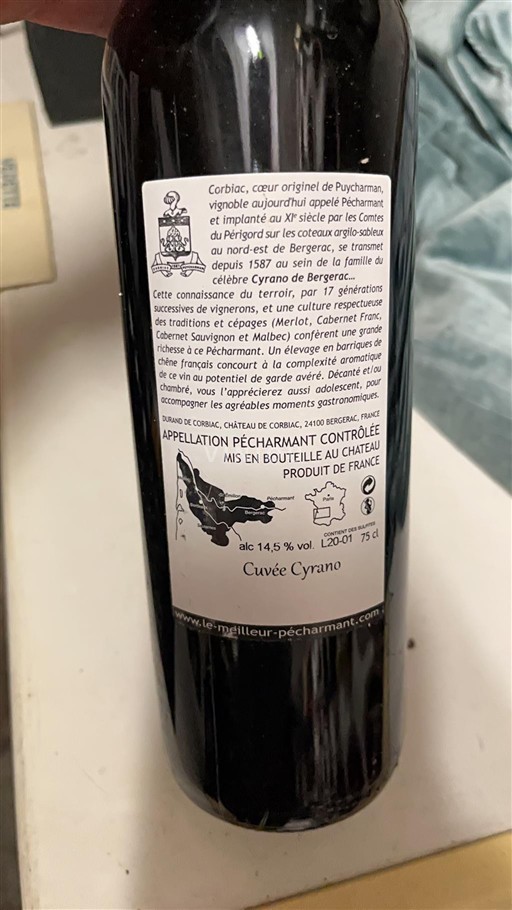 Corbiac, cœur originel de Puycharman,
vignoble aujourd'hui appelé Pécharmant
et implanté au XIᵉ siècle par les Comtes
du Périgord sur les coteaux argilo-sableux
au nord-est de Bergerac, se transmet
depuis 1587 au sein de la famille du
célèbre Cyrano de Bergerac...
Cette connaissance du terroir, par 17 générations
successives de vignerons, et une culture respectueuse
des traditions et cépages (Merlot, Cabernet Franc,
Cabernet Sauvignon et Malbec) confèrent une grande
richesse à ce Pécharmant. Un élevage en barriques de
chêne français concourt à la complexité aromatique
de ce vin au potentiel de garde avéré. Décanté et/ou
chambré, vous l'apprécierez aussi adolescent, pour
accompagner les agréables moments gastronomiques.
DURAND DE CORBIAC, CHÂTEAU DE CORBIAC, 24100 BERGERAC, FRANCE
APPELLATION PÉCHARMANT CONTRÔLÉE
MIS EN BOUTEILLE AU CHATEAU
PRODUIT DE FRANCE
Pécharmant
Bergerac
Paris
CONTIENT DES SULFITES
alc 14,5 % vol. L20-01 75 cl
Cuvée Cyrano
www.le-meilleur-pécharmant.com